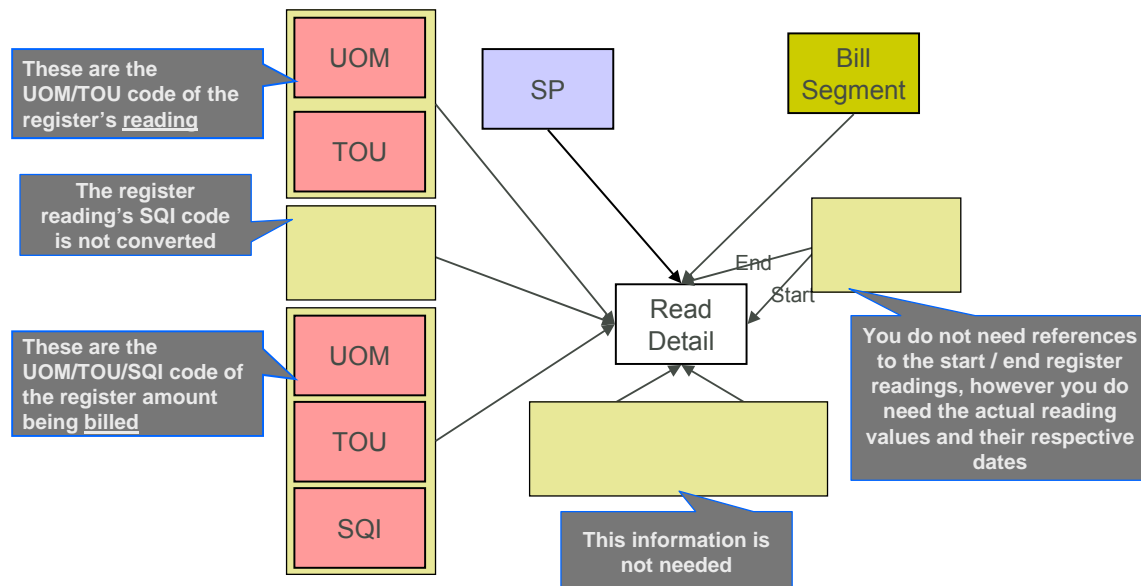 These are the
UOM/TOU code of the
register's reading
UOM
TOU
SP
Bill
Segment
The register
reading's SQI code
is not converted
End
Start
Read
Detail
These are the
UOM/TOU/SQI code of
the register amount
being billed
UOM
TOU
SQI
You do not need references
to the start / end register
readings, however you do
need the actual reading
values and their respective
dates
This information is
not needed